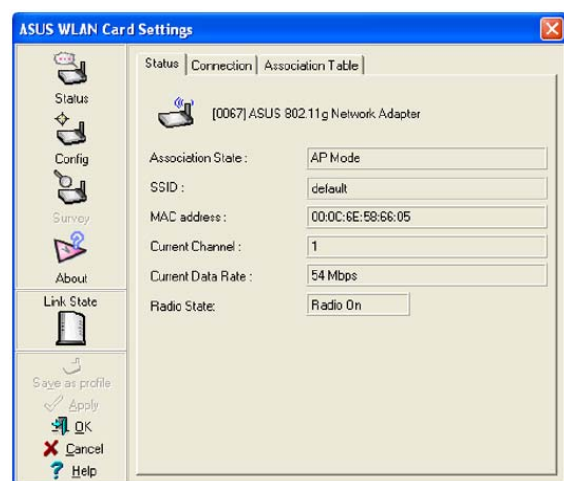 ASUS WLAN Card Settings
Status
Config
Survey
About
Link State
Save as profile
Apply
OK
Cancel
Help
Status Connection Association Table
[0067] ASUS 802.11g Network Adapter
Association State : AP Mode
SSID : default
MAC address : 00:0C:6E:58:66:05
Current Channel : 1
Current Data Rate : 54 Mbps
Radio State: Radio On